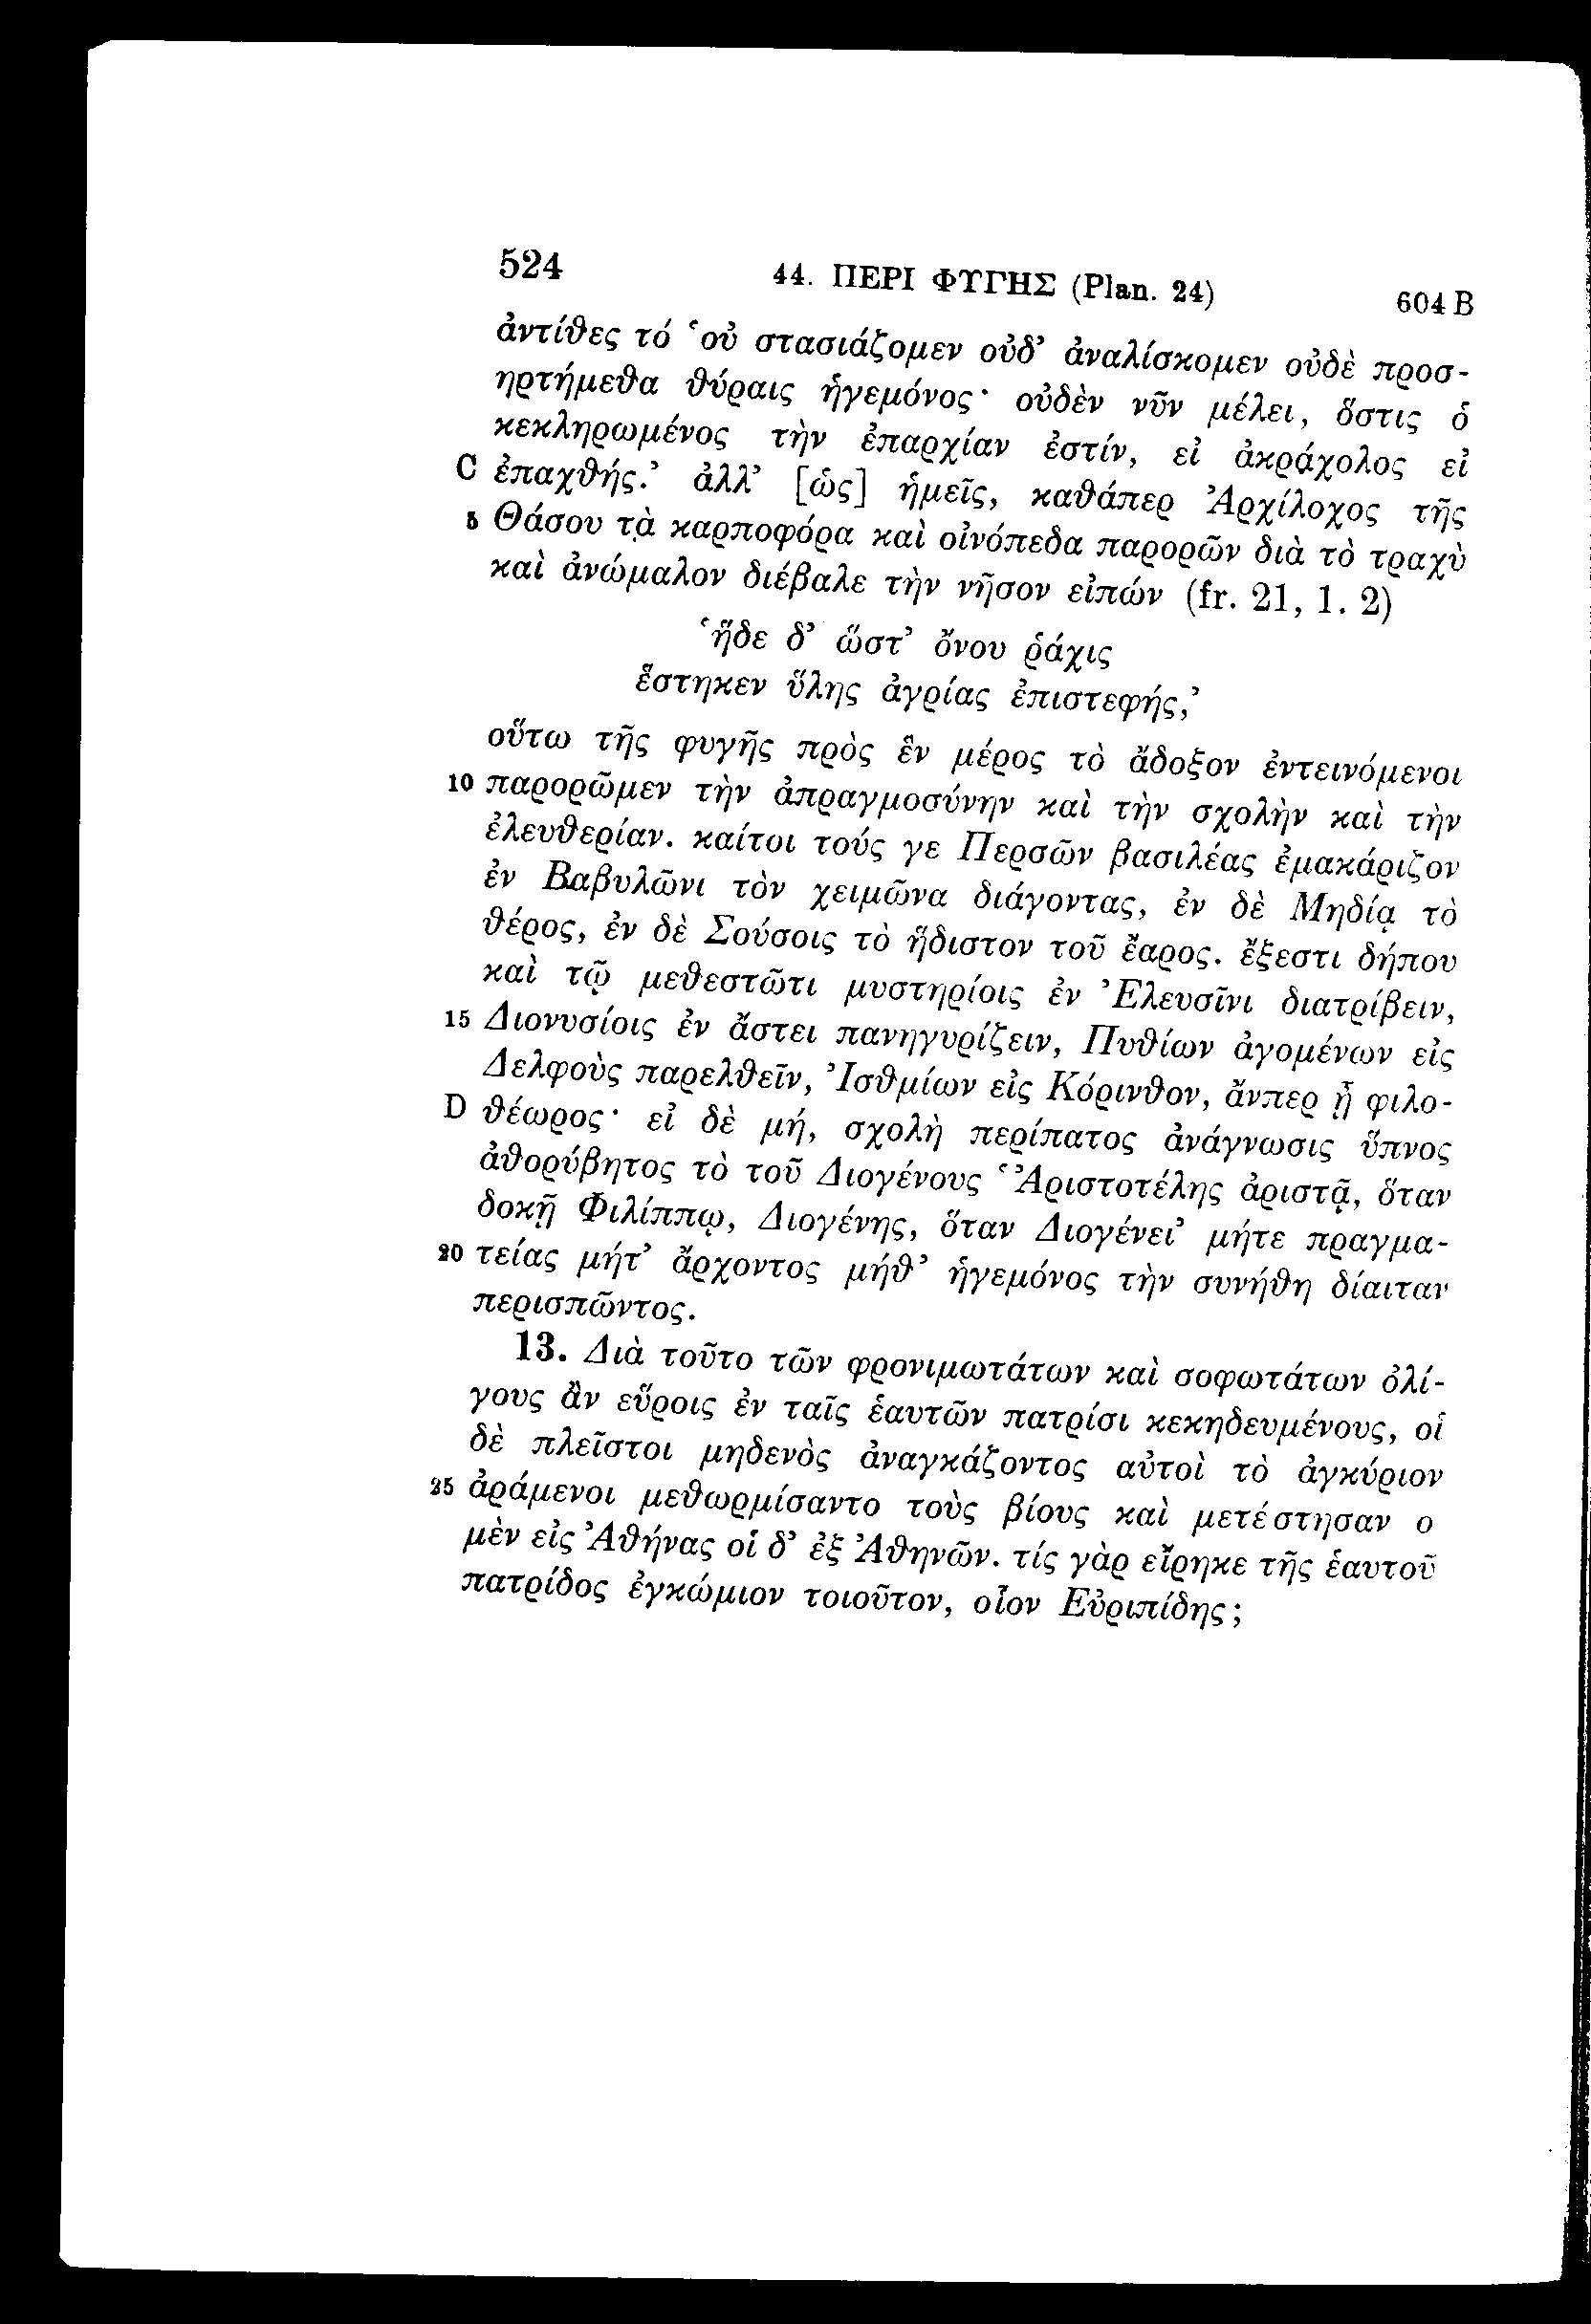 524 44. ΠΕΡΙ ΦΥΓΗΣ (Plan. 24) 604 B
ἀντίθες τό ‘οὐ στασιάζομεν οὐδ’ ἀναλίσκομεν οὐδὲ προσ-
ηρτήμεθα θύραις ἡγεμόνος· οὐδὲν νῦν μέλει, ὅστις ὁ
κεκληρωμένος τὴν ἐπαρχίαν ἐστίν, εἰ ἀκράχολος εἰ
C ἐπαχθής.’ ἀλλ’ [ὡς] ἡμεῖς, καθάπερ Ἀρχίλοχος τῆς
5 Θάσου τὰ καρποφόρα καὶ οἰνόπεδα παρορῶν διὰ τὸ τραχὺ
καὶ ἀνώμαλον διέβαλε τὴν νῆσον εἰπών (fr. 21, 1. 2)
‘ἥδε δ’ ὥστ’ ὄνου ῥάχις
ἕστηκεν ὕλης ἀγρίας ἐπιστεφής,’
οὕτω τῆς φυγῆς πρὸς ἓν μέρος τὸ ἄδοξον ἐντεινόμενοι
10 παρορῶμεν τὴν ἀπραγμοσύνην καὶ τὴν σχολὴν καὶ τὴν
ἐλευθερίαν. καίτοι τούς γε Περσῶν βασιλέας ἐμακάριζον
ἐν Βαβυλῶνι τὸν χειμῶνα διάγοντας, ἐν δὲ Μηδίᾳ τὸ
θέρος, ἐν δὲ Σούσοις τὸ ἥδιστον τοῦ ἔαρος. ἔξεστι δήπου
καὶ τῷ μεθεστῶτι μυστηρίοις ἐν Ἐλευσῖνι διατρίβειν,
15 Διονυσίοις ἐν ἄστει πανηγυρίζειν, Πυθίων ἀγομένων εἰς
Δελφοὺς παρελθεῖν, Ἰσθμίων εἰς Κόρινθον, ἄνπερ ᾖ φιλο-
D θέωρος· εἰ δὲ μή, σχολὴ περίπατος ἀνάγνωσις ὕπνος
ἀθορύβητος τὸ τοῦ Διογένους ‘Ἀριστοτέλης ἀριστᾷ, ὅταν
δοκῇ Φιλίππῳ, Διογένης, ὅταν Διογένει’ μήτε πραγμα-
20 τείας μήτ’ ἄρχοντος μήθ’ ἡγεμόνος τὴν συνήθη δίαιταν
περισπῶντος.
13. Διὰ τοῦτο τῶν φρονιμωτάτων καὶ σοφωτάτων ὀλί-
γους ἂν εὕροις ἐν ταῖς ἑαυτῶν πατρίσι κεκηδευμένους, οἱ
δὲ πλεῖστοι μηδενὸς ἀναγκάζοντος αὐτοὶ τὸ ἀγκύριον
25 ἀράμενοι μεθωρμίσαντο τοὺς βίους καὶ μετέστησαν ο
μὲν εἰς Ἀθήνας οἱ δ’ ἐξ Ἀθηνῶν. τίς γὰρ εἴρηκε τῆς ἑαυτοῦ
πατρίδος ἐγκώμιον τοιοῦτον, οἷον Εὐριπίδης;